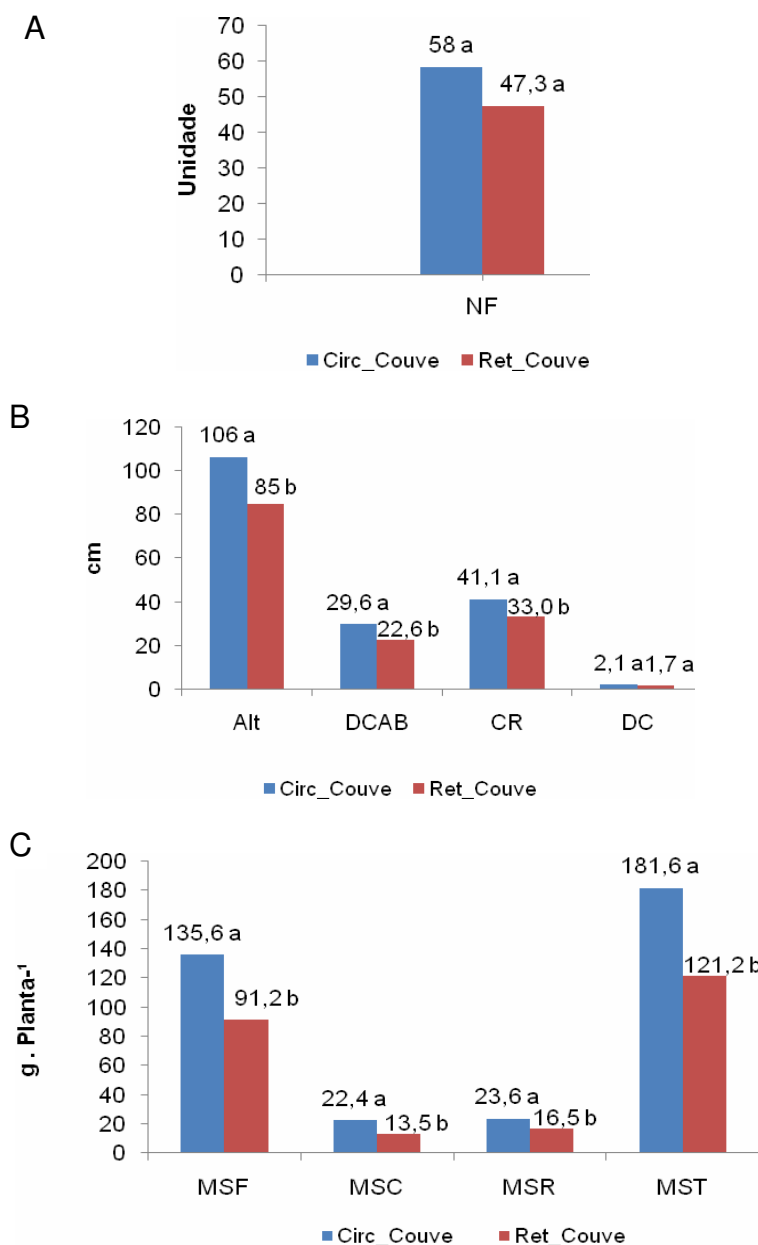 A
70
60
50
40
30
20
10
0
Unidade
58 a
47,3 a
NF
Circ_Couve Ret_Couve
B
120
100
80
60
40
20
0
cm
106 a
85 b
29,6 a
22,6 b
41,1 a
33,0 b
2,1 a 1,7 a
Alt DCAB CR DC
Circ_Couve Ret_Couve
C
200
180
160
140
120
100
80
60
40
20
0
g . Planta-¹
135,6 a
91,2 b
22,4 a
13,5 b
23,6 a
16,5 b
181,6 a
121,2 b
MSF MSC MSR MST
Circ_Couve Ret_Couve